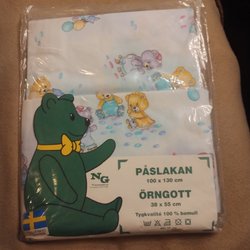 NG
PÅSLAKAN
100 x 130 cm
ÖRNGOTT
38 x 55 cm
Tygkvalité 100 % bomull